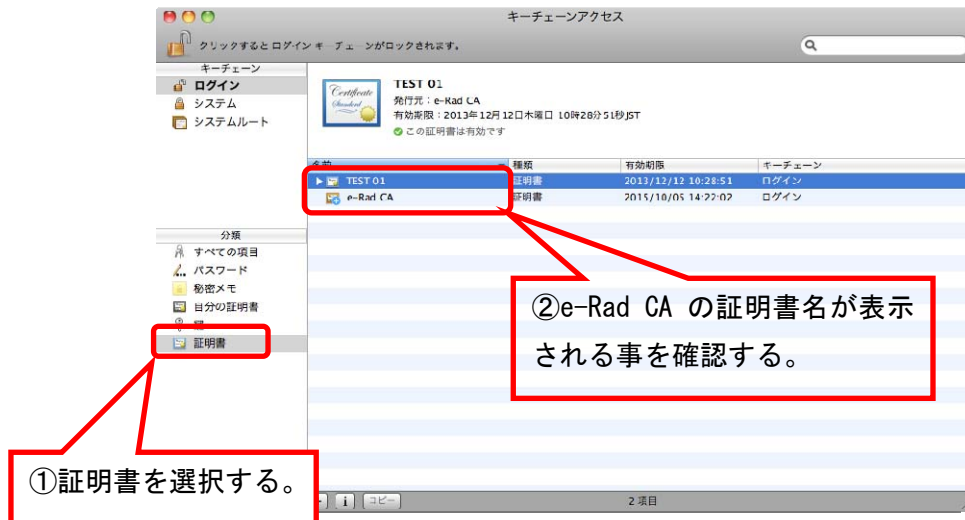 キーチェーンアクセス
クリックするとログインキーチェーンがロックされます。
キーチェーン
ログイン
システム
システムルート
Certificate
Standard
TEST 01
発行元：e-Rad CA
有効期限：2013年12月12日木曜日 10時28分51秒JST
この証明書は有効です
名前 種類 有効期限 キーチェーン
TEST 01 証明書 2013/12/12 10:28:51 ログイン
e-Rad CA 証明書 2015/10/05 14:22:02 ログイン
分類
すべての項目
パスワード
秘密メモ
自分の証明書
証明書
②e-Rad CA の証明書名が表示
される事を確認する。
①証明書を選択する。
i コピー 2 項目